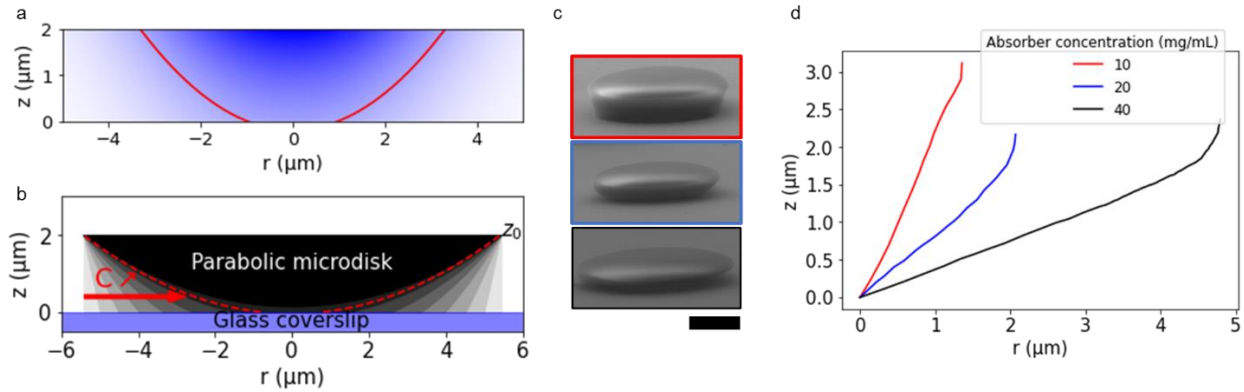 a
2
1
0
z (μm)
−4
−2
0
2
4
r (μm)
b
2
0
z (μm)
z0
Parabolic microdisk
C ↗
Glass coverslip
−6
−4
−2
0
2
4
6
r (μm)
c
d
Absorber concentration (mg/mL)
10
20
40
3.0
2.5
2.0
1.5
1.0
0.5
0.0
z (μm)
0
1
2
3
4
5
r (μm)